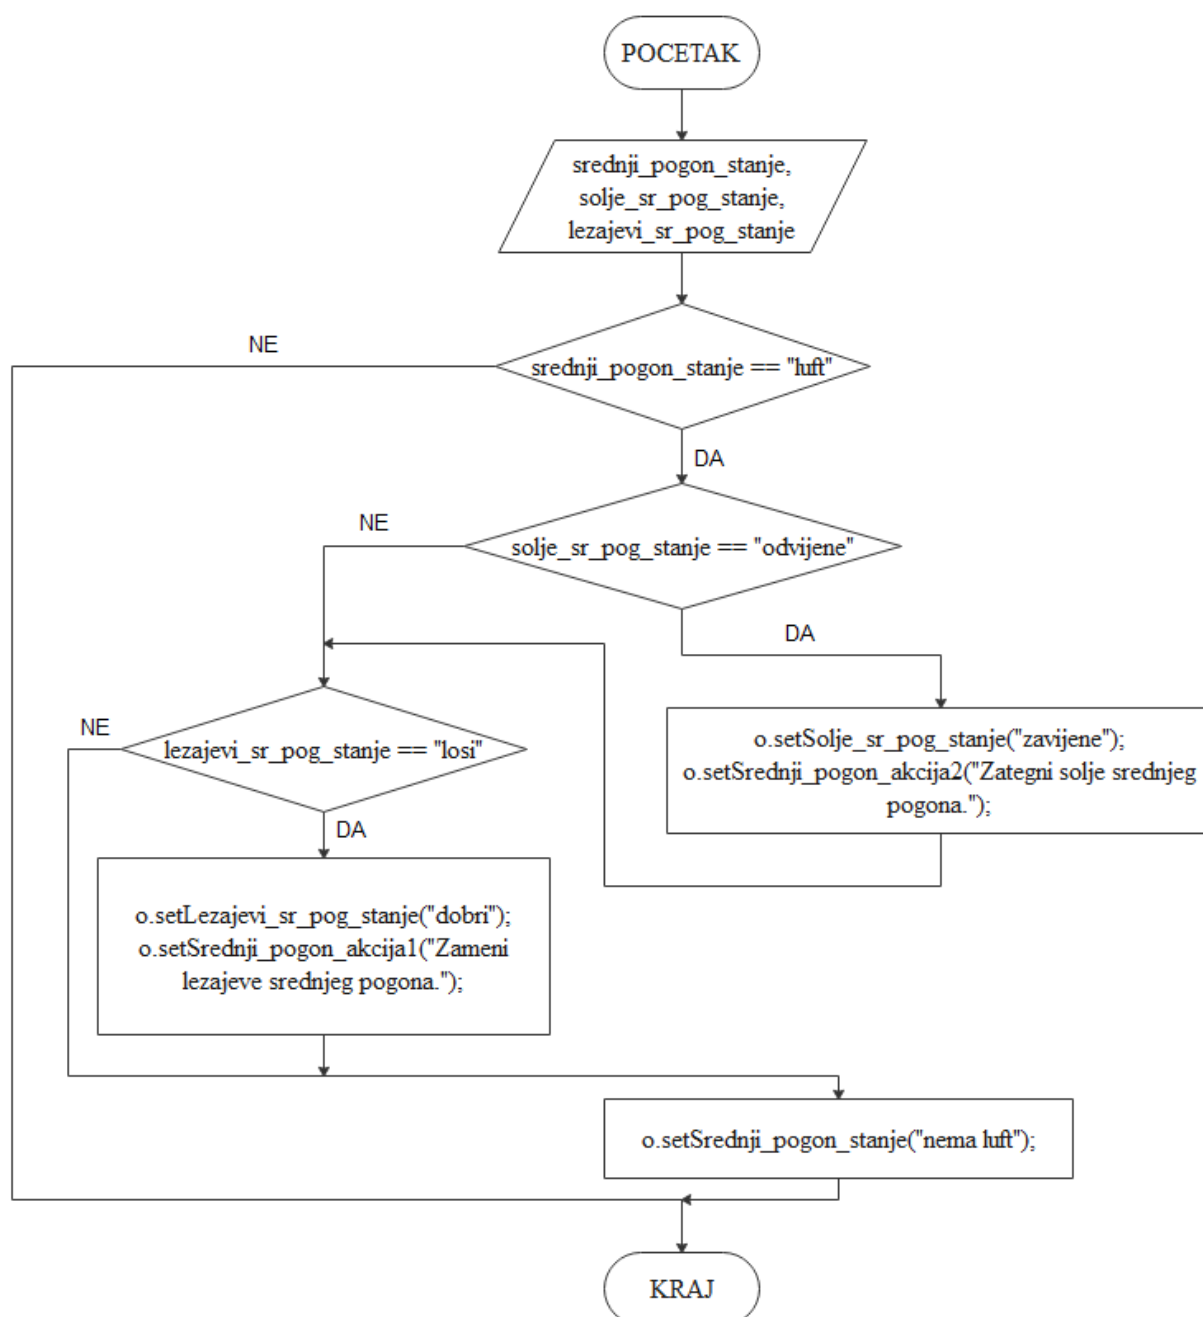 POCETAK
srednji_pogon_stanje,
solje_sr_pog_stanje,
lezajevi_sr_pog_stanje
NE
srednji_pogon_stanje == "luft"
DA
NE
solje_sr_pog_stanje == "odvijene"
DA
NE
lezajevi_sr_pog_stanje == "losi"
o.setSolje_sr_pog_stanje("zavijene");
o.setSrednji_pogon_akcija2("Zategni solje srednjeg
pogona.");
DA
o.setLezajevi_sr_pog_stanje("dobri");
o.setSrednji_pogon_akcija1("Zameni
lezajeve srednjeg pogona.");
o.setSrednji_pogon_stanje("nema luft");
KRAJ